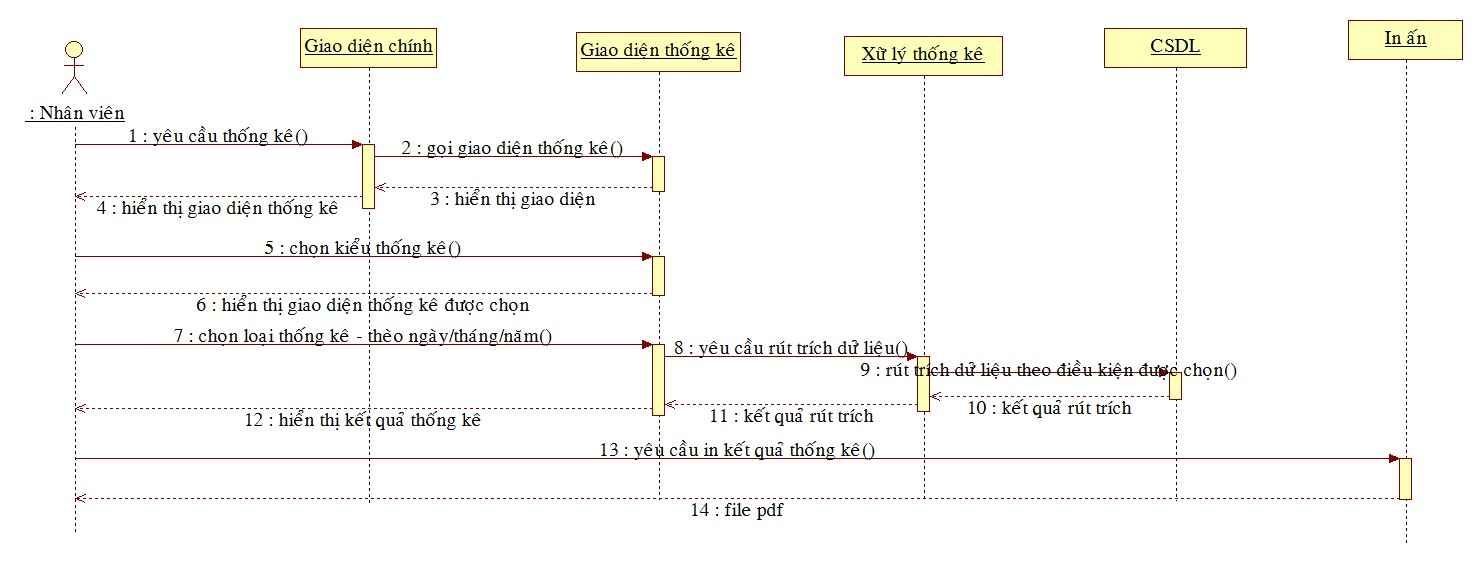 Giao diện chính
Giao diện thống kê
Xử lý thống kê
CSDL
In ấn
: Nhân viên
1 : yêu cầu thống kê()
2 : gọi giao diện thống kê()
3 : hiển thị giao diện
4 : hiển thị giao diện thống kê
5 : chọn kiểu thống kê()
6 : hiển thị giao diện thống kê được chọn
7 : chọn loại thống kê - thèo ngày/tháng/năm()
8 : yêu cầu rút trích dử liệu()
9 : rút trích dử liệu theo điều kiện được chọn()
10 : kết quả rút trích
11 : kết quả rút trích
12 : hiển thị kết quả thống kê
13 : yêu cầu in kết quả thống kê()
14 : file pdf